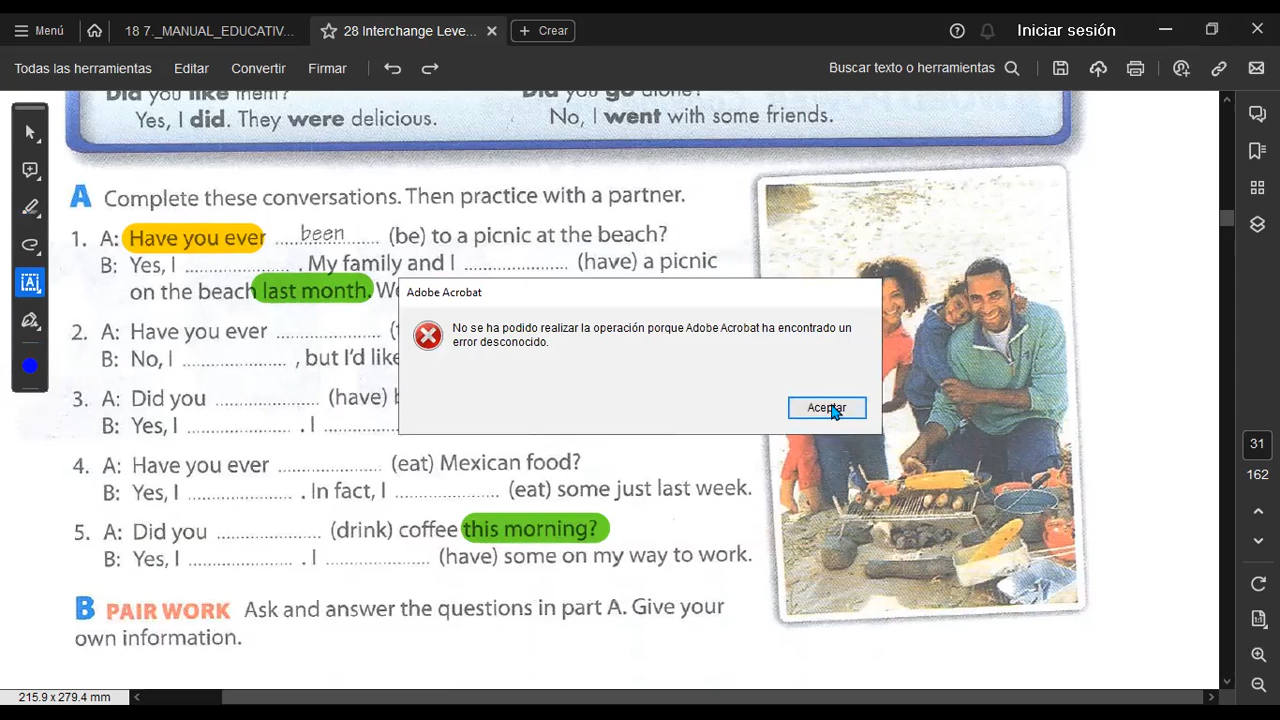 Menú
18 7._MANUAL_EDUCATIV...
28 Interchange Leve...
Crear
Iniciar sesión
Todas las herramientas
Editar
Convertir
Firmar
Buscar texto o herramientas
Did you like them?
Did you go alone?
Yes, I did. They were delicious.
No, I went with some friends.
A Complete these conversations. Then practice with a partner.
1. A: Have you ever been (be) to a picnic at the beach?
B: Yes, I .................... . My family and I .................... (have) a picnic
on the beach last month. We
2. A: Have you ever ....................
B: No, I .................... , but I'd like
3. A: Did you .................... (have)
B: Yes, I .................... . I ....................
4. A: Have you ever .................... (eat) Mexican food?
B: Yes, I .................... . In fact, I .................... (eat) some just last week.
5. A: Did you .................... (drink) coffee this morning?
B: Yes, I .................... . I .................... (have) some on my way to work.
B PAIR WORK Ask and answer the questions in part A. Give your
own information.
Adobe Acrobat
No se ha podido realizar la operación porque Adobe Acrobat ha encontrado un
error desconocido.
Aceptar
31
162
215.9 x 279.4 mm